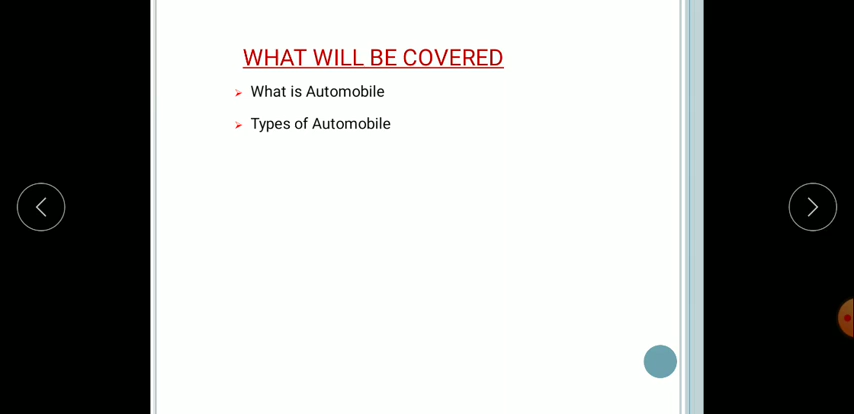 WHAT WILL BE COVERED
What is Automobile
Types of Automobile